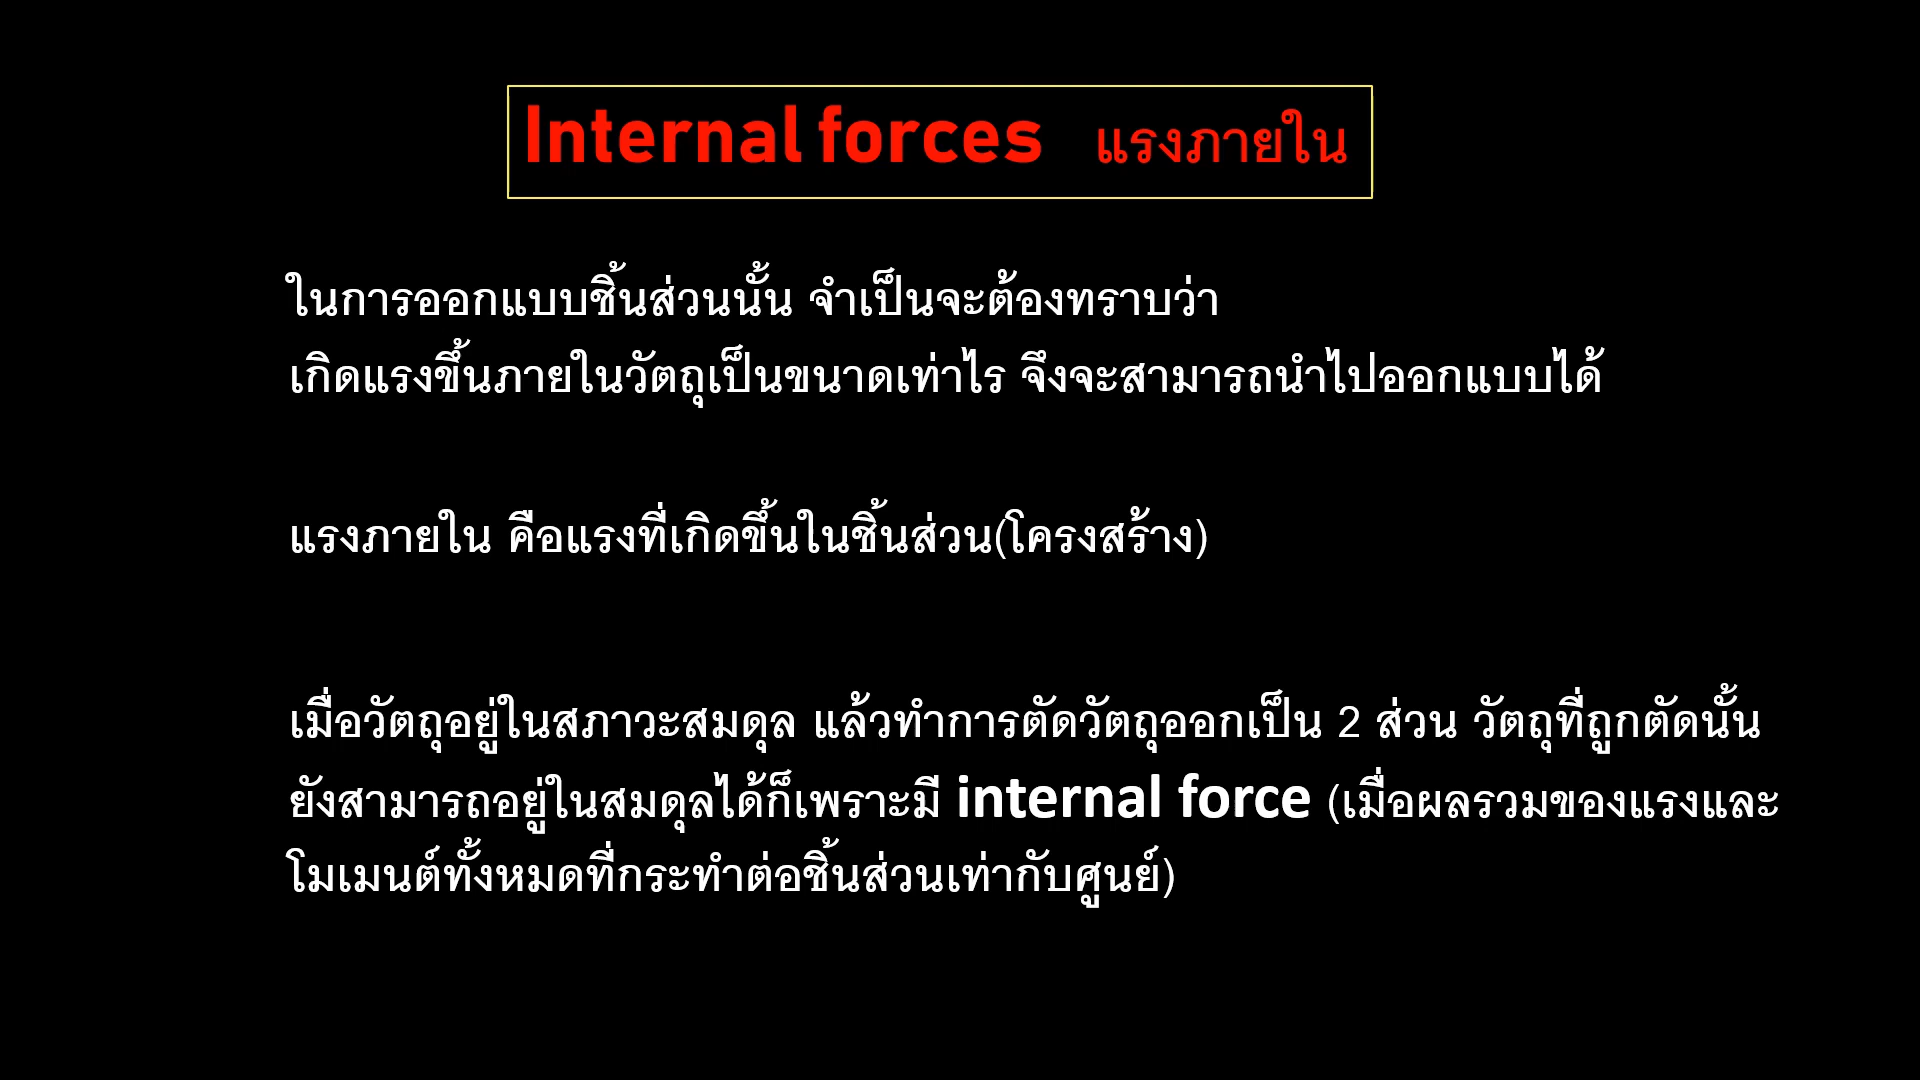 Internal forces แรงภายใน
ในการออกแบบชิ้นส่วนนั้น จำเป็นจะต้องทราบว่า
เกิดแรงขึ้นภายในวัตถุเป็นขนาดเท่าไร จึงจะสามารถนำไปออกแบบได้
แรงภายใน คือแรงที่เกิดขึ้นในชิ้นส่วน(โครงสร้าง)
เมื่อวัตถุอยู่ในสภาวะสมดุล แล้วทำการตัดวัตถุออกเป็น 2 ส่วน วัตถุที่ถูกตัดนั้น
ยังสามารถอยู่ในสมดุลได้ก็เพราะมี internal force (เมื่อผลรวมของแรงและ
โมเมนต์ทั้งหมดที่กระทำต่อชิ้นส่วนเท่ากับศูนย์)